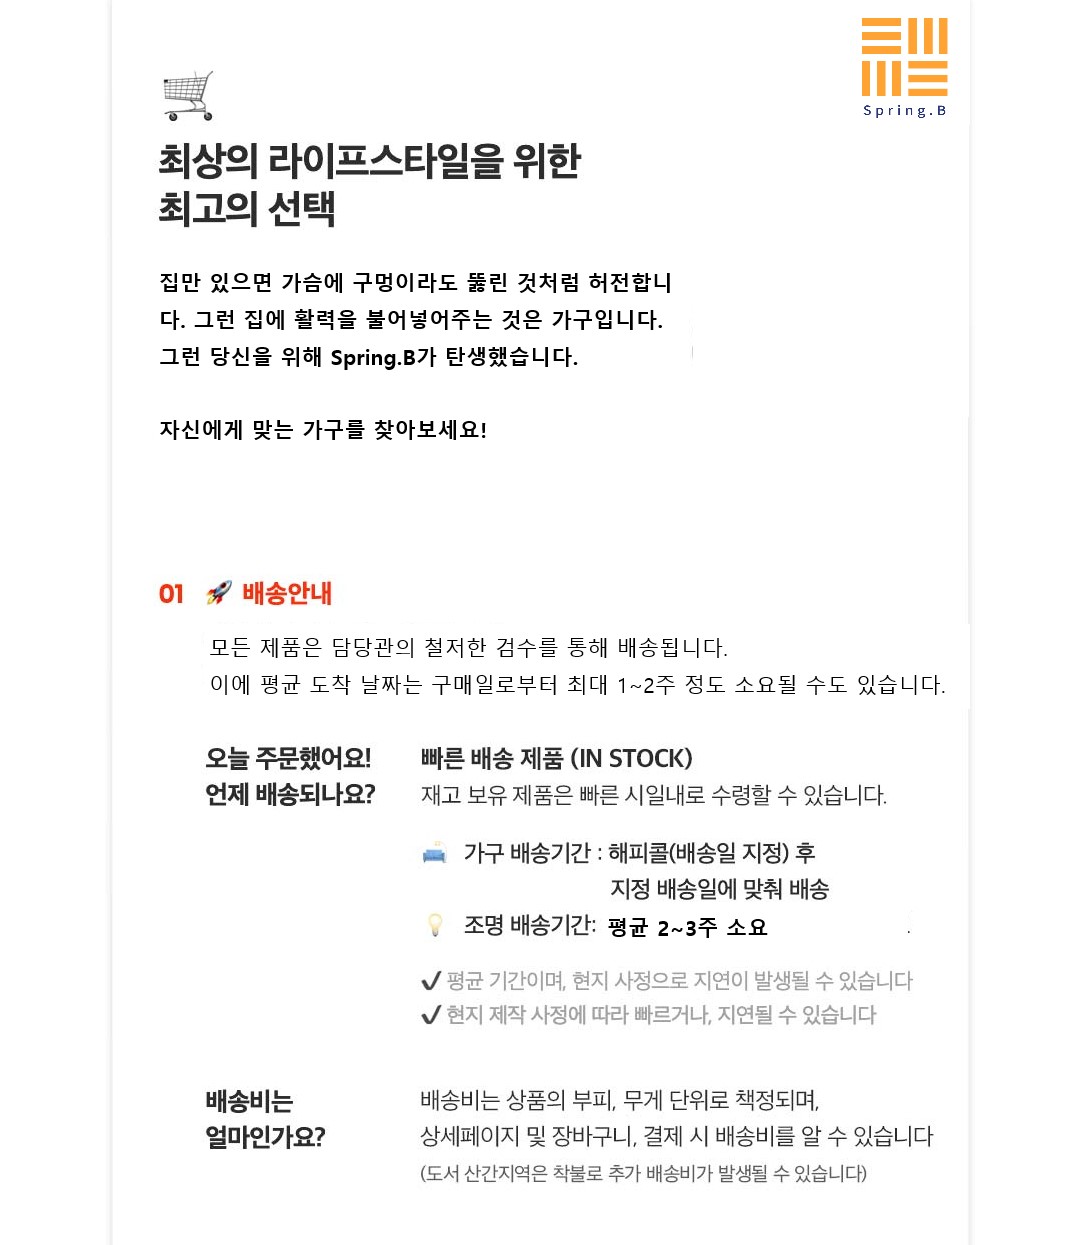 Spring.B
최상의 라이프스타일을 위한
최고의 선택
집만 있으면 가슴에 구멍이라도 뚫린 것처럼 허전합니
다. 그런 집에 활력을 불어넣어주는 것은 가구입니다.
그런 당신을 위해 Spring.B가 탄생했습니다.
자신에게 맞는 가구를 찾아보세요!
01 배송안내
모든 제품은 담당관의 철저한 검수를 통해 배송됩니다.
이에 평균 도착 날짜는 구매일로부터 최대 1~2주 정도 소요될 수도 있습니다.
오늘 주문했어요!
언제 배송되나요?
빠른 배송 제품 (IN STOCK)
재고 보유 제품은 빠른 시일내로 수령할 수 있습니다.
가구 배송기간 : 해피콜(배송일 지정) 후
지정 배송일에 맞춰 배송
조명 배송기간: 평균 2~3주 소요
✔ 평균 기간이며, 현지 사정으로 지연이 발생될 수 있습니다
✔ 현지 제작 사정에 따라 빠르거나, 지연될 수 있습니다
배송비는
얼마인가요?
배송비는 상품의 부피, 무게 단위로 책정되며,
상세페이지 및 장바구니, 결제 시 배송비를 알 수 있습니다
(도서 산간지역은 착불로 추가 배송비가 발생될 수 있습니다)